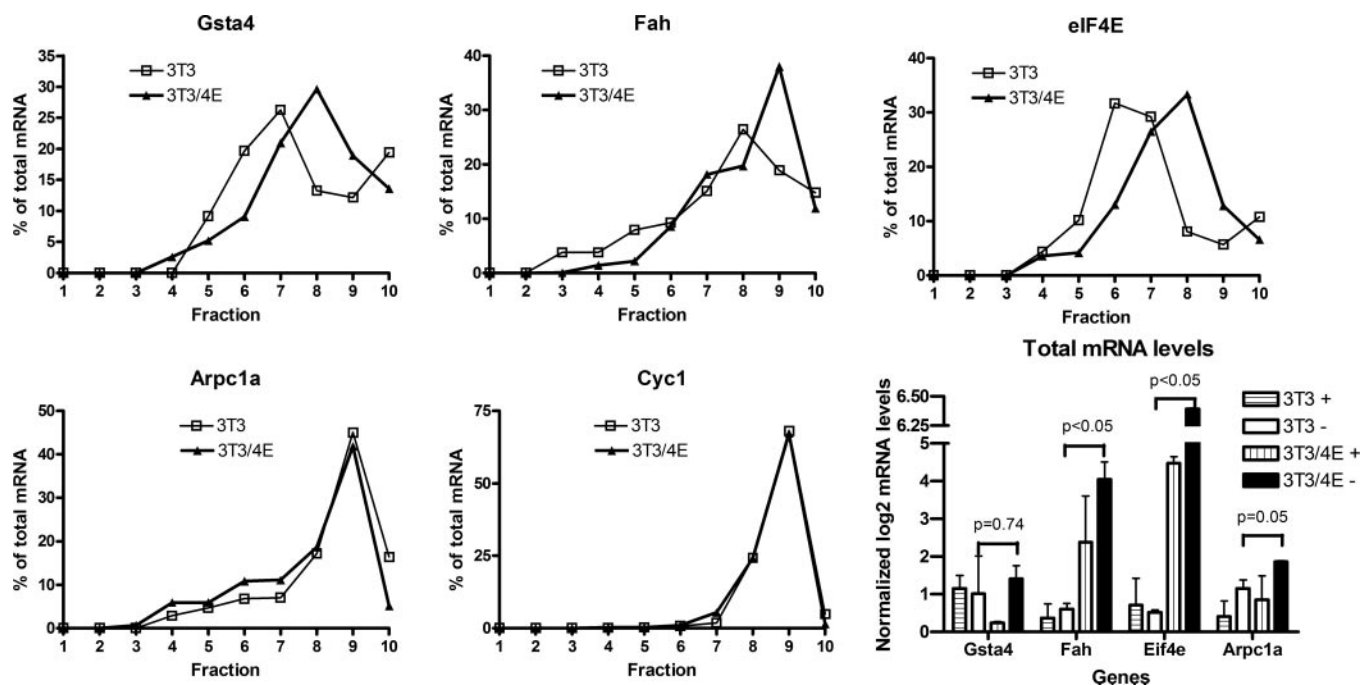 Gsta4
% of total mRNA
35
30
25
20
15
10
5
0
3T3
3T3/4E
1 2 3 4 5 6 7 8 9 10
Fraction
Fah
% of total mRNA
40
30
20
10
0
3T3
3T3/4E
1 2 3 4 5 6 7 8 9 10
Fraction
eIF4E
% of total mRNA
40
30
20
10
0
3T3
3T3/4E
1 2 3 4 5 6 7 8 9 10
Fraction
Arpc1a
% of total mRNA
50
40
30
20
10
0
3T3
3T3/4E
1 2 3 4 5 6 7 8 9 10
Fraction
Cyc1
% of total mRNA
75
50
25
0
3T3
3T3/4E
1 2 3 4 5 6 7 8 9 10
Fraction
Total mRNA levels
Normalized log2 mRNA levels
6.50
6.25
5
4
3
2
1
0
p=0.74
p<0.05
p<0.05
p=0.05
3T3 +
3T3 -
3T3/4E +
3T3/4E -
Gsta4 Fah Eif4e Arpc1a
Genes